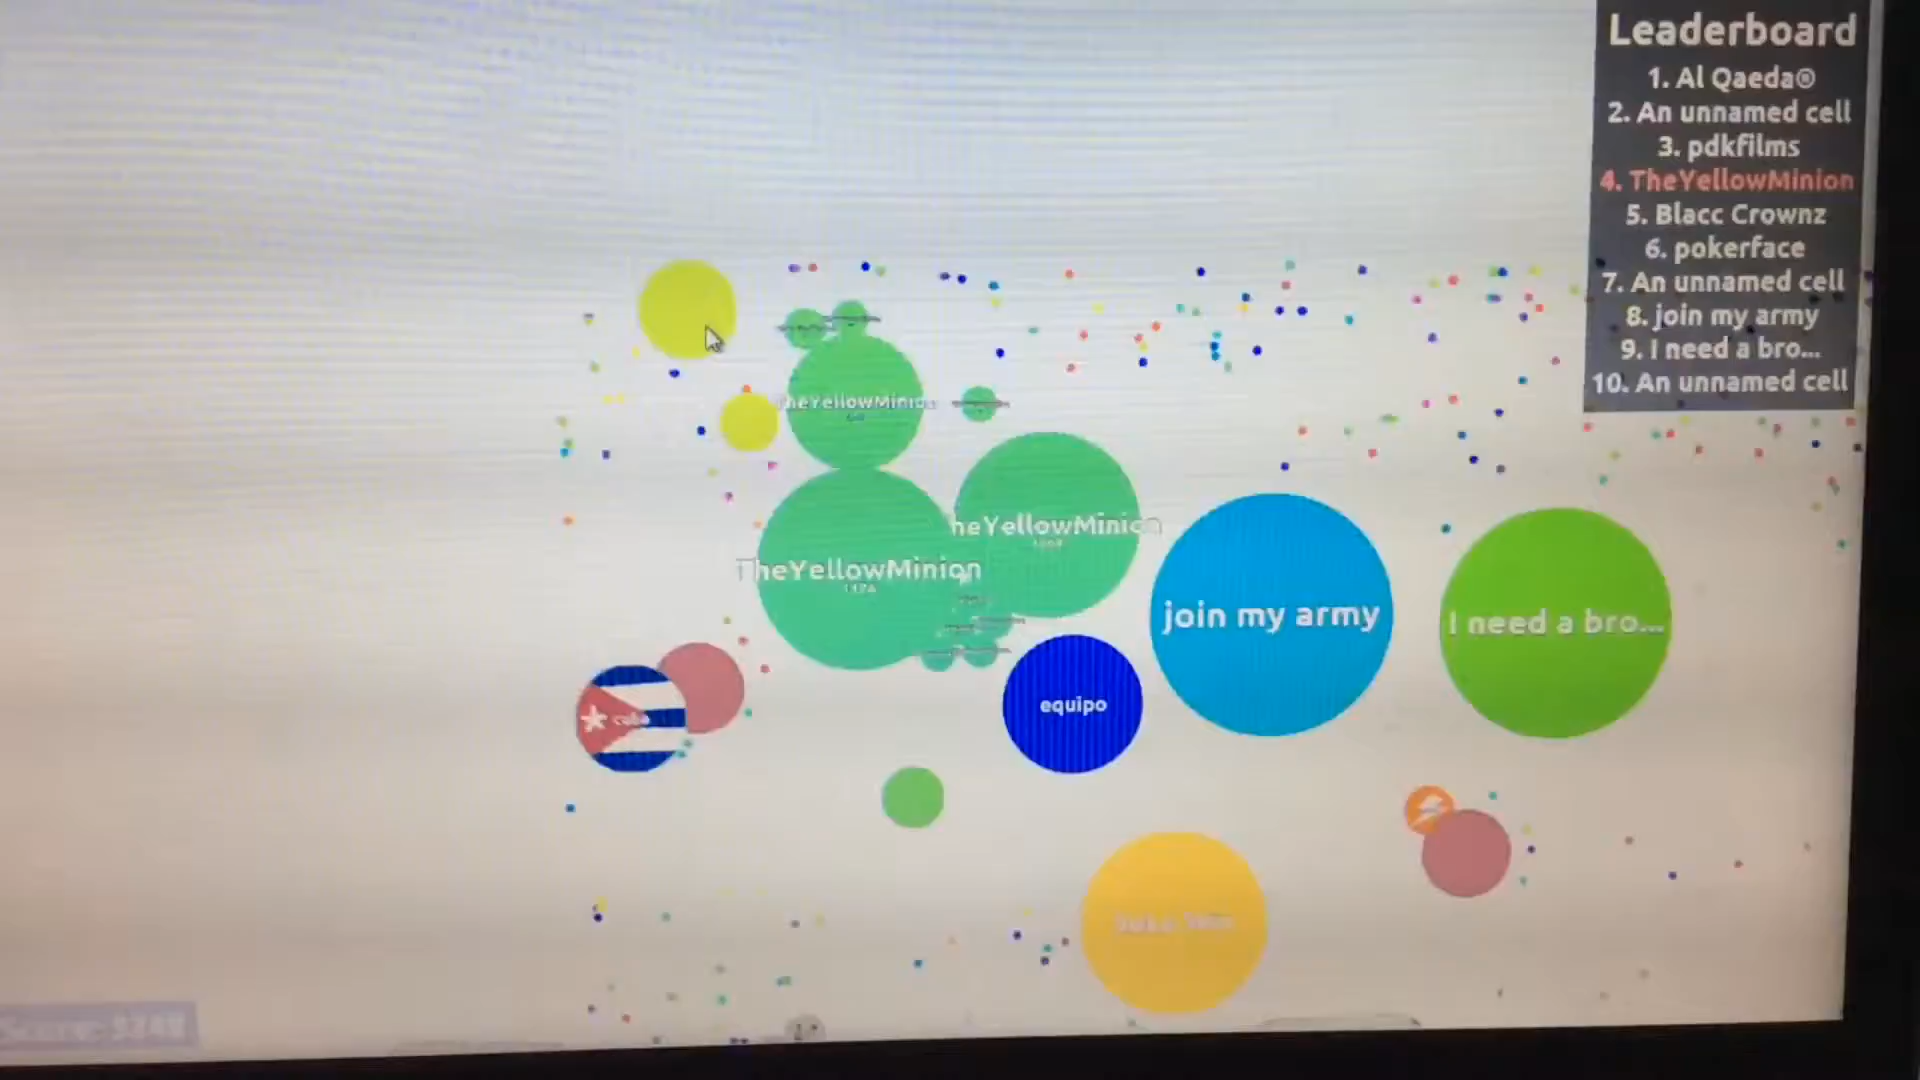 Leaderboard
1. Al Qaeda®
2. An unnamed cell
3. pdkfilms
4. TheYellowMinion
5. Blacc Crownz
6. pokerface
7. An unnamed cell
8. join my army
9. I need a bro...
10. An unnamed cell
TheYellowMinion
TheYellowMinion
TheYellowMinion
join my army
I need a bro...
equipo
cuba